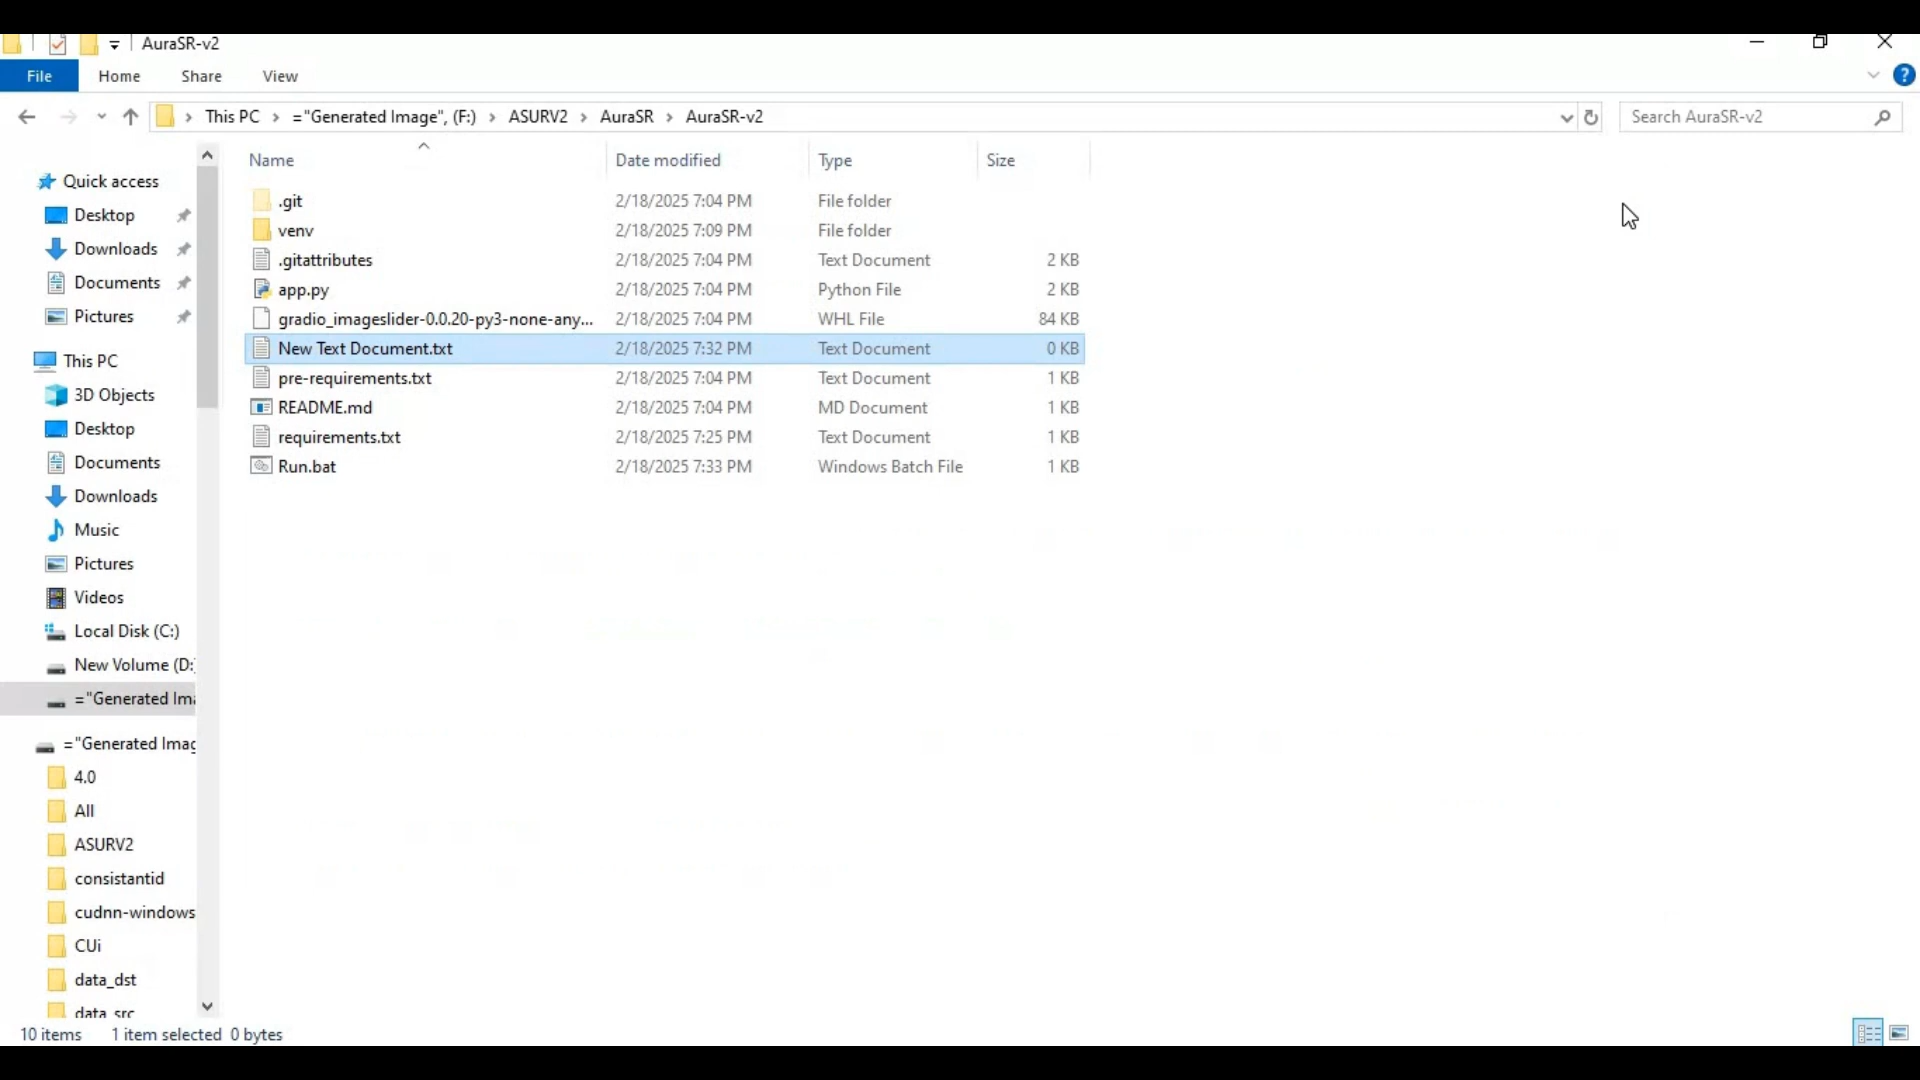 AuraSR-v2
File Home Share View
This PC > ="Generated Image", (F:) > ASURV2 > AuraSR > AuraSR-v2
Search AuraSR-v2
Name Date modified Type Size
.git 2/18/2025 7:04 PM File folder
venv 2/18/2025 7:09 PM File folder
.gitattributes 2/18/2025 7:04 PM Text Document 2 KB
app.py 2/18/2025 7:04 PM Python File 2 KB
gradio_imageslider-0.0.20-py3-none-any... 2/18/2025 7:04 PM WHL File 84 KB
New Text Document.txt 2/18/2025 7:32 PM Text Document 0 KB
pre-requirements.txt 2/18/2025 7:04 PM Text Document 1 KB
README.md 2/18/2025 7:04 PM MD Document 1 KB
requirements.txt 2/18/2025 7:25 PM Text Document 1 KB
Run.bat 2/18/2025 7:33 PM Windows Batch File 1 KB
Quick access
Desktop
Downloads
Documents
Pictures
This PC
3D Objects
Desktop
Documents
Downloads
Music
Pictures
Videos
Local Disk (C:)
New Volume (D:
="Generated Ima
="Generated Imag
4.0
All
ASURV2
consistantid
cudnn-windows
CUi
data_dst
data_src
10 items 1 item selected 0 bytes